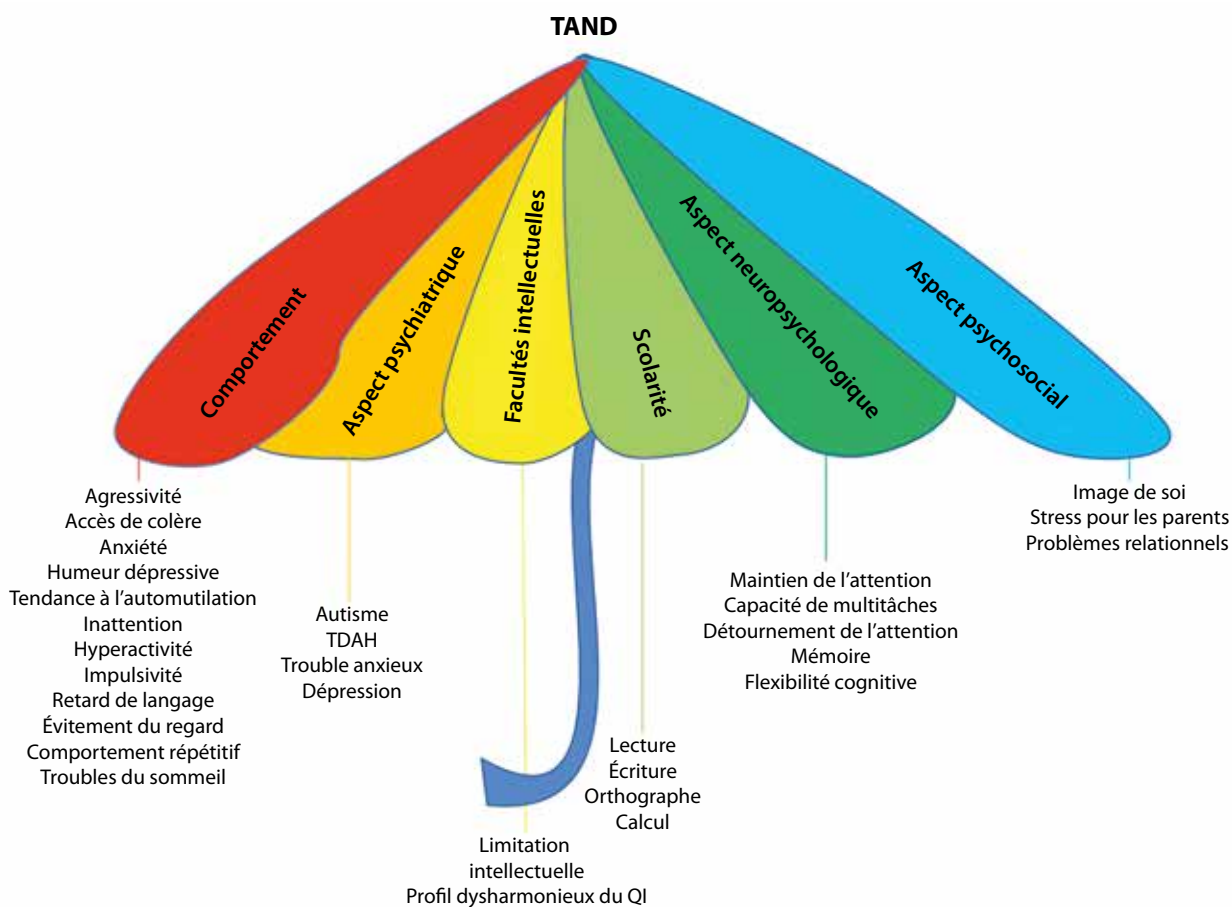 TAND
Comportement
Aspect psychiatrique
Facultés intellectuelles
Scolarité
Aspect neuropsychologique
Aspect psychosocial
Agressivité
Accès de colère
Anxiété
Humeur dépressive
Tendance à l’automutilation
Inattention
Hyperactivité
Impulsivité
Retard de langage
Évitement du regard
Comportement répétitif
Troubles du sommeil
Autisme
TDAH
Trouble anxieux
Dépression
Limitation
intellectuelle
Profil dysharmonieux du QI
Lecture
Écriture
Orthographe
Calcul
Maintien de l’attention
Capacité de multitâches
Détournement de l’attention
Mémoire
Flexibilité cognitive
Image de soi
Stress pour les parents
Problèmes relationnels